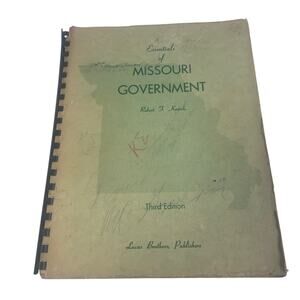 Essentials
of
MISSOURI
GOVERNMENT
Robert F. Karsch
Third Edition
Lucas Brothers, Publishers